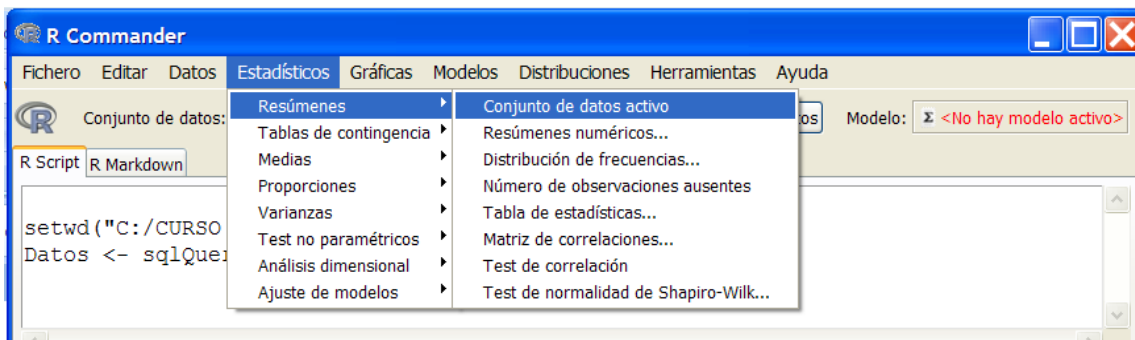 R Commander
Fichero Editar Datos Estadísticos Gráficas Modelos Distribuciones Herramientas Ayuda
Conjunto de datos: Modelo: Σ <No hay modelo activo>
R Script R Markdown
setwd("C:/CURSO
Datos <-
Resúmenes
Tablas de contingencia
Medias
Proporciones
Varianzas
Test no paramétricos
Análisis dimensional
Ajuste de modelos
Conjunto de datos activo
Resúmenes numéricos...
Distribución de frecuencias...
Número de observaciones ausentes
Tabla de estadísticas...
Matriz de correlaciones...
Test de correlación
Test de normalidad de Shapiro-Wilk...